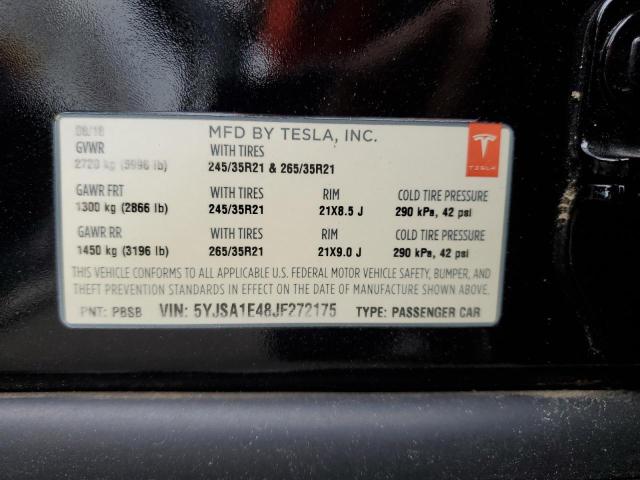 08/18 MFD BY TESLA, INC.
GVWR WITH TIRES
2720 kg (5996 lb) 245/35R21 & 265/35R21
TESLA
GAWR FRT WITH TIRES RIM COLD TIRE PRESSURE
1300 kg (2866 lb) 245/35R21 21X8.5 J 290 kPa, 42 psi
GAWR RR WITH TIRES COLD TIRE PRESSURE
1450 kg (3196 lb) 265/35R21 RIM 21X9.0 J 290 kPa, 42 psi
THIS VEHICLE CONFORMS TO ALL APPLICABLE U.S. FEDERAL MOTOR VEHICLE SAFETY, BUMPER, AND
THEFT PREVENTION STANDARDS IN EFFECT ON THE DATE OF MANUFACTURE SHOWN ABOVE.
PNT: PBSB VIN: 5YJSA1E48JF272175 TYPE: PASSENGER CAR